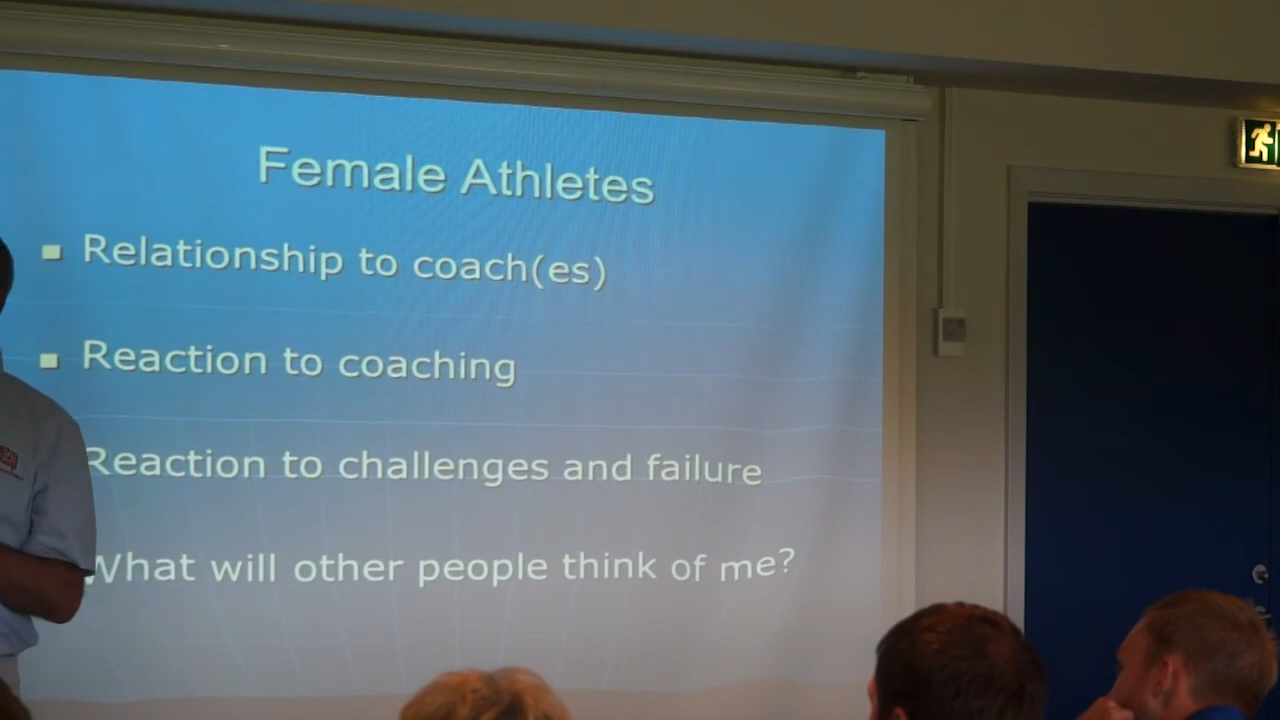 Female Athletes
Relationship to coach(es)
Reaction to coaching
Reaction to challenges and failure
What will other people think of me?